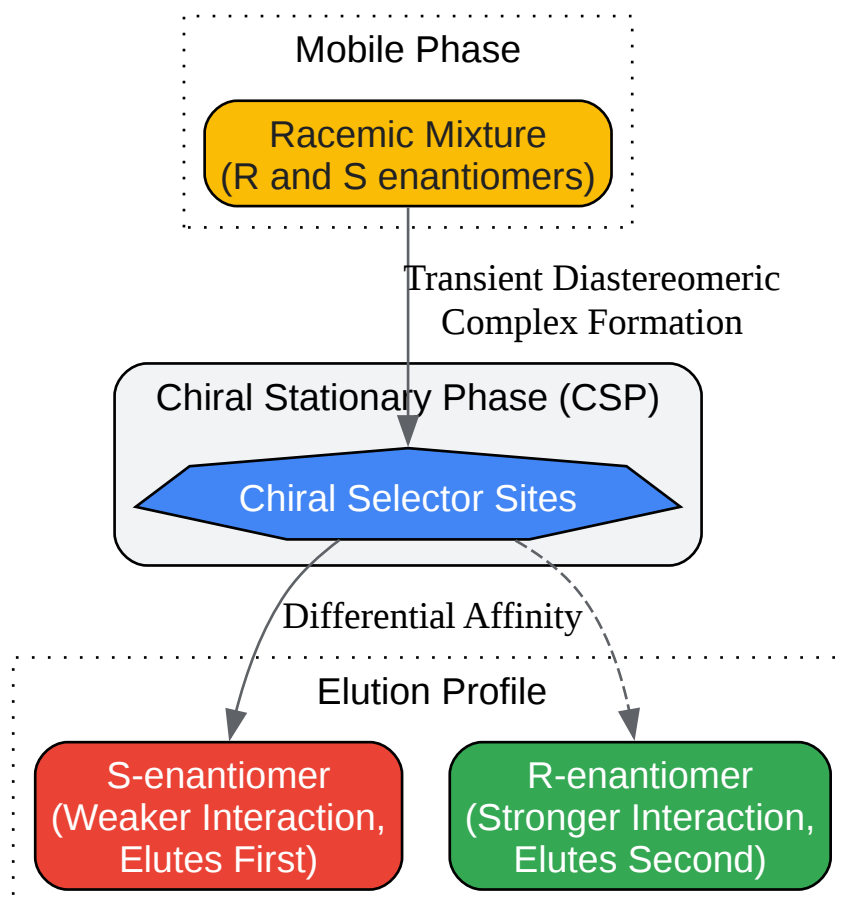 Mobile Phase
Racemic Mixture
(R and S enantiomers)
Transient Diastereomeric
Complex Formation
Chiral Stationary Phase (CSP)
Chiral Selector Sites
Differential Affinity
Elution Profile
S-enantiomer
(Weaker Interaction,
Elutes First)
R-enantiomer
(Stronger Interaction,
Elutes Second)